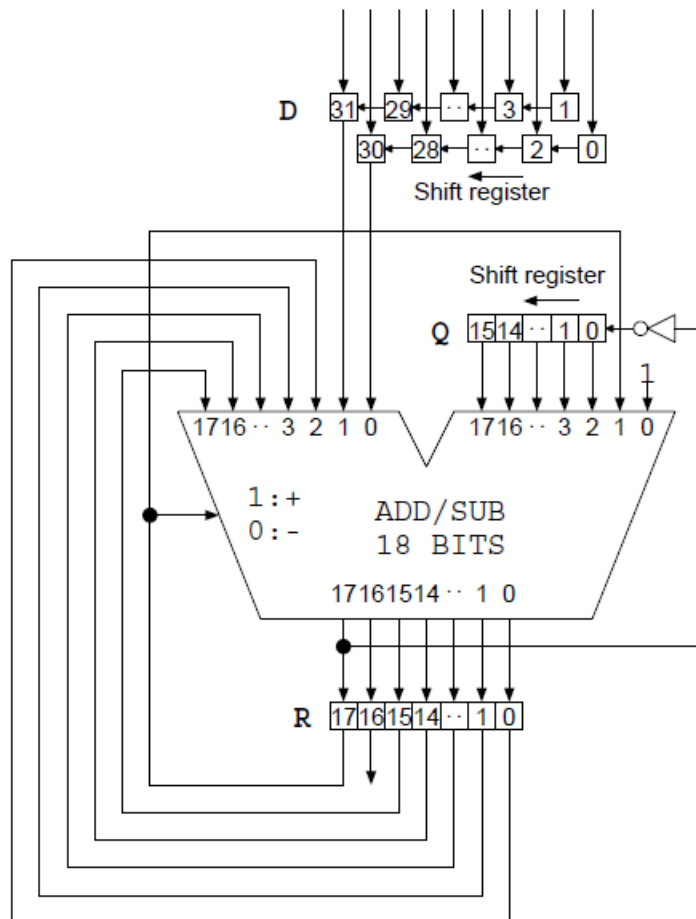 D 31 29 ·· 3 1
30 28 ·· 2 0
Shift register
Shift register
Q 15 14 ·· 1 0
1
17 16 ·· 3 2 1 0 17 16 ·· 3 2 1 0
1:+ ADD/SUB
0:- 18 BITS
17 16 15 14 ·· 1 0
R 17 16 15 14 ·· 1 0